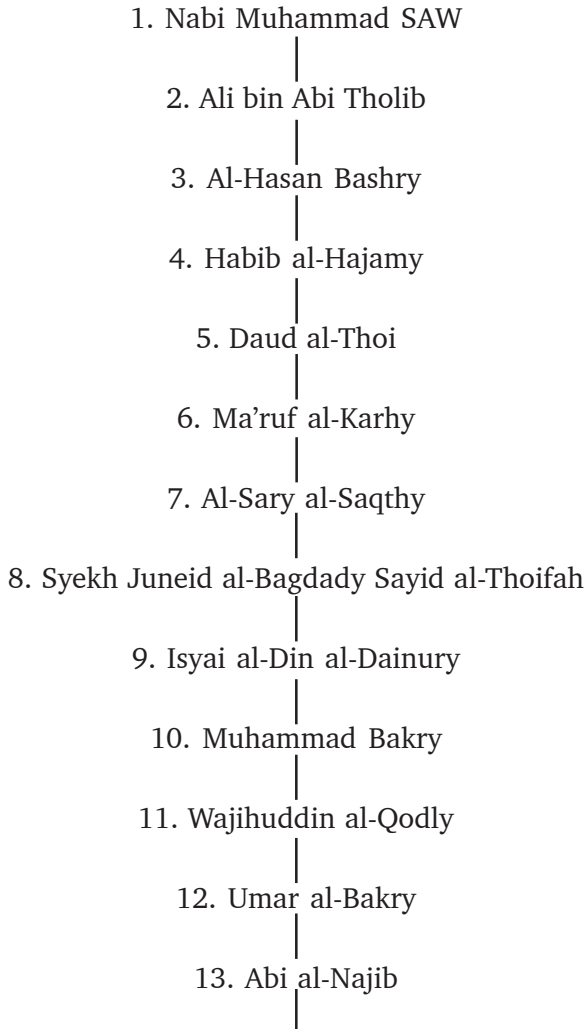 1. Nabi Muhammad SAW
2. Ali bin Abi Tholib
3. Al-Hasan Bashry
4. Habib al-Hajamy
5. Daud al-Thoi
6. Ma’ruf al-Karhy
7. Al-Sary al-Saqthy
8. Syekh Juneid al-Bagdady Sayid al-Thoifah
9. Isyai al-Din al-Dainury
10. Muhammad Bakry
11. Wajihuddin al-Qodly
12. Umar al-Bakry
13. Abi al-Najib